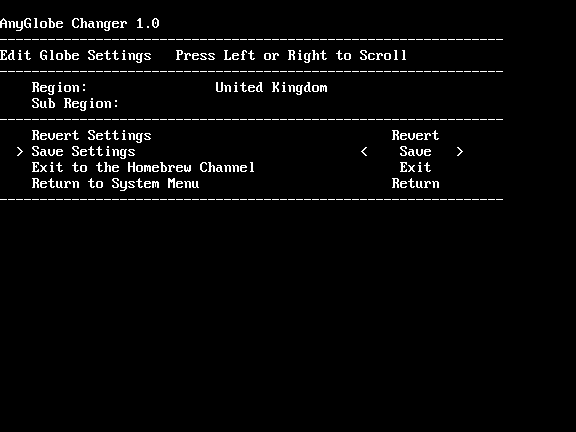 AnyGlobe Changer 1.0
Edit Globe Settings Press Left or Right to Scroll
Region: United Kingdom
Sub Region:
Revert Settings Revert
> Save Settings < Save >
Exit to the Homebrew Channel Exit
Return to System Menu Return